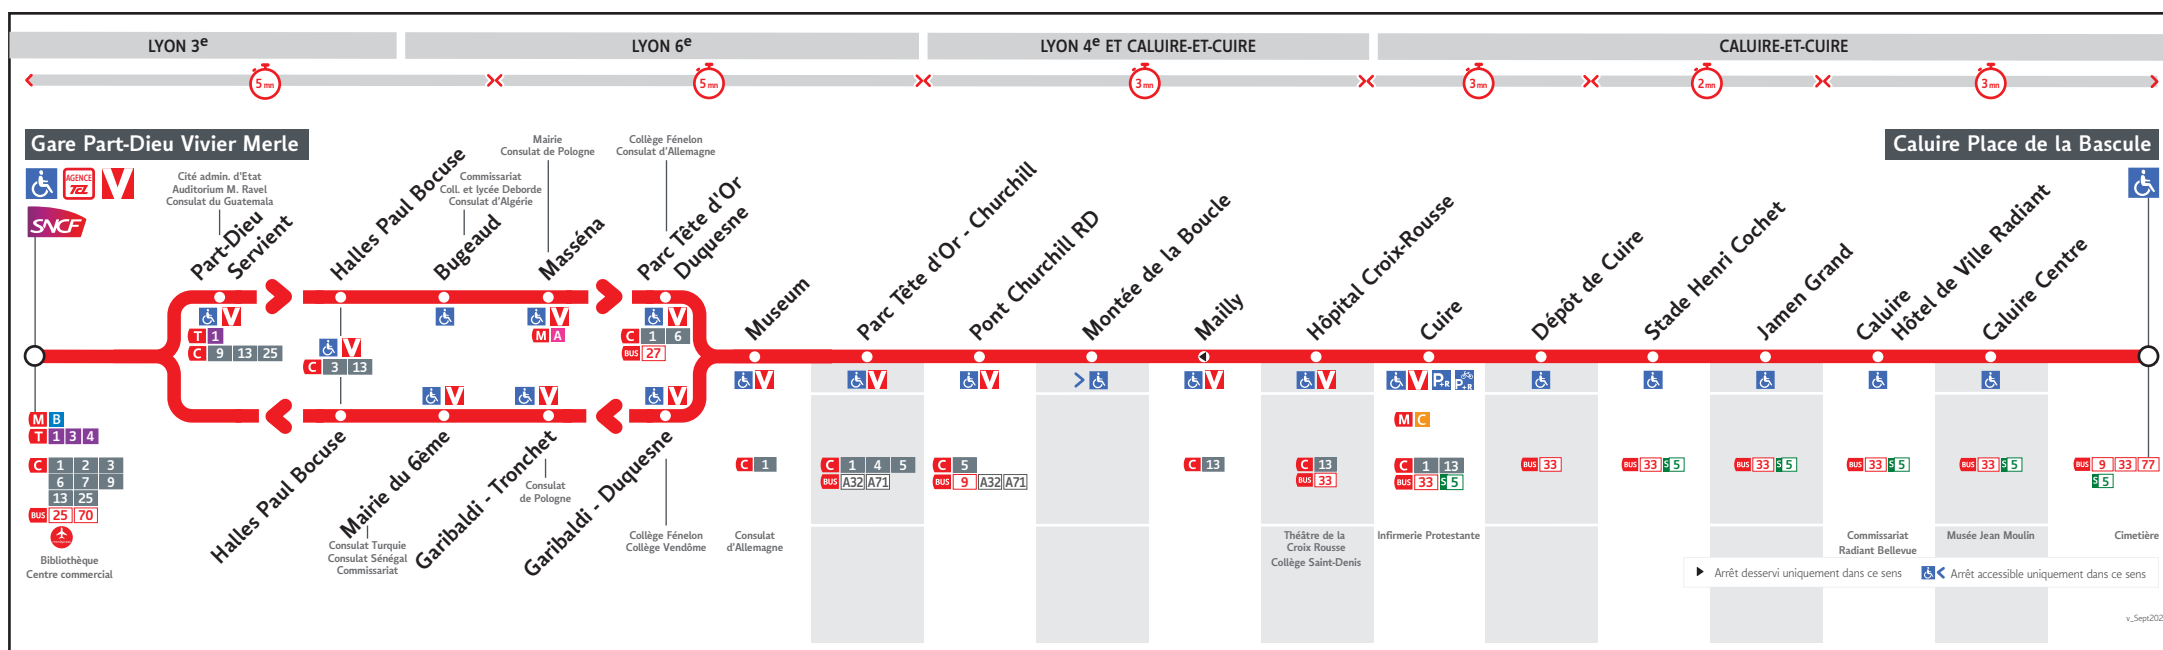 LYON 3e
LYON 6e
LYON 4e ET CALUIRE-ET-CUIRE
CALUIRE-ET-CUIRE
5 mn
5 mn
3 mn
3 mn
2 mn
3 mn
Gare Part-Dieu Vivier Merle
AGENCE
TCL
V
SNCF
Cité admin. d'Etat
Auditorium M. Ravel
Consulat du Guatemala
Part-Dieu
Servient
V
T 1
C 9 13 25
Halles Paul Bocuse
V
C 3 13
Commissariat
Coll. et lycée Deborde
Consulat d'Algérie
Bugeaud
Mairie
Consulat de Pologne
Masséna
V
M A
Collège Fénelon
Consulat d'Allemagne
Parc Tête d'Or
Duquesne
V
C 1 6
BUS 27
M B
T 1 3 4
C 1 2 3
6 7 9
13 25
BUS 25 70
Bibliothèque
Centre commercial
Halles Paul Bocuse
V
Mairie du 6ème
Consulat Turquie
Consulat Sénégal
Commissariat
V
Garibaldi - Tronchet
Consulat
de Pologne
V
Garibaldi - Duquesne
Collège Fénelon
Collège Vendôme
Museum
V
C 1
Consulat
d'Allemagne
Parc Tête d'Or - Churchill
V
C 1 4 5
BUS A32 A71
Pont Churchill RD
V
C 5
BUS 9 A32 A71
Montée de la Boucle
Mailly
V
C 13
Hôpital Croix-Rousse
V
C 13
BUS 33
Théâtre de la
Croix Rousse
Collège Saint-Denis
Cuire
V P+R P+R
M C
C 1 13
BUS 33 S 5
Infirmerie Protestante
Dépôt de Cuire
BUS 33
Stade Henri Cochet
BUS 33 S 5
Jamen Grand
BUS 33 S 5
Caluire
Hôtel de Ville Radiant
BUS 33 S 5
Commissariat
Radiant Bellevue
Caluire Centre
BUS 33 S 5
Musée Jean Moulin
Caluire Place de la Bascule
BUS 9 33 77
S 5
Cimetière
Arrêt desservi uniquement dans ce sens
Arrêt accessible uniquement dans ce sens
v_Sept202